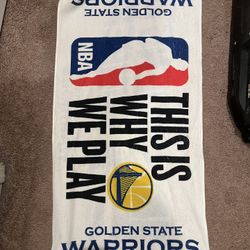 GOLDEN STATE
WARRIORS
NBA
THIS IS
WHY
WE PLAY
GOLDEN STATE
WARRIORS